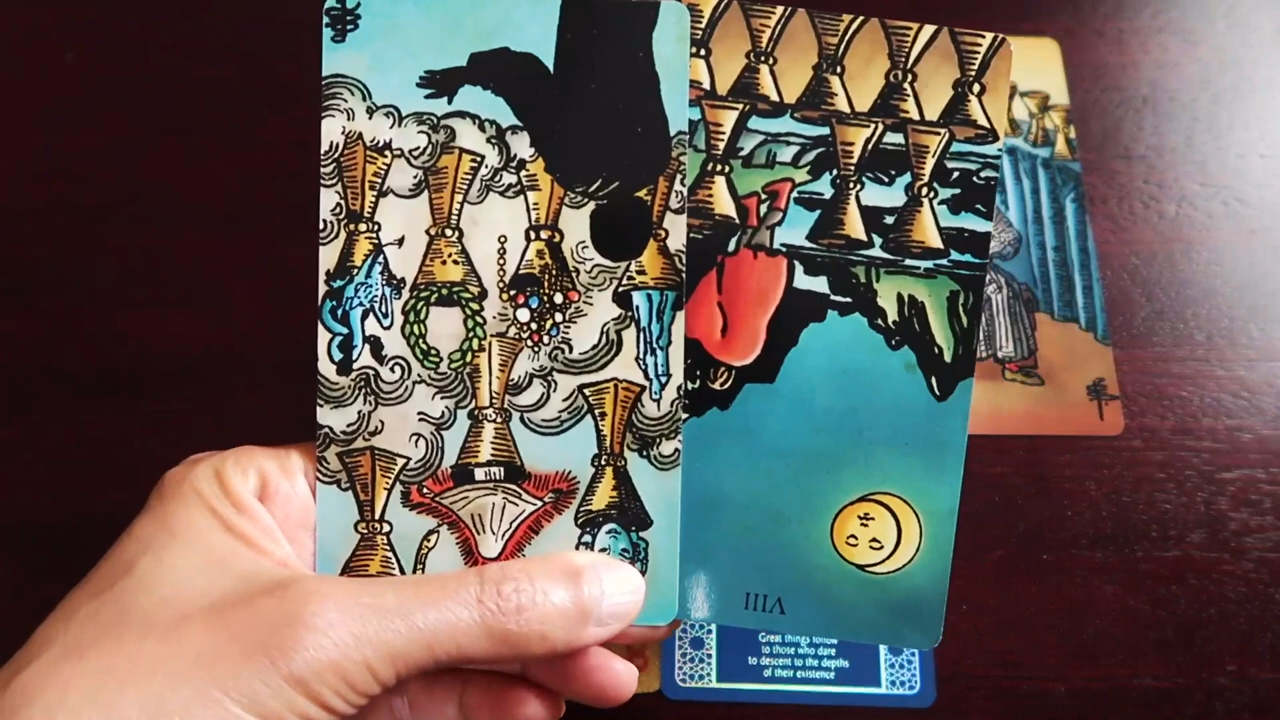 VIII
Great things follow
to those who dare
to descent to the depths
of their existence